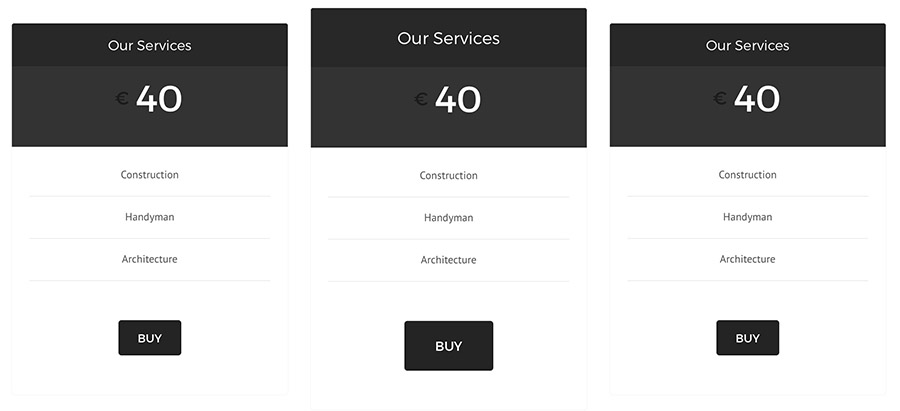 Our Services
€ 40
Construction
Handyman
Architecture
BUY
Our Services
€ 40
Construction
Handyman
Architecture
BUY
Our Services
€ 40
Construction
Handyman
Architecture
BUY